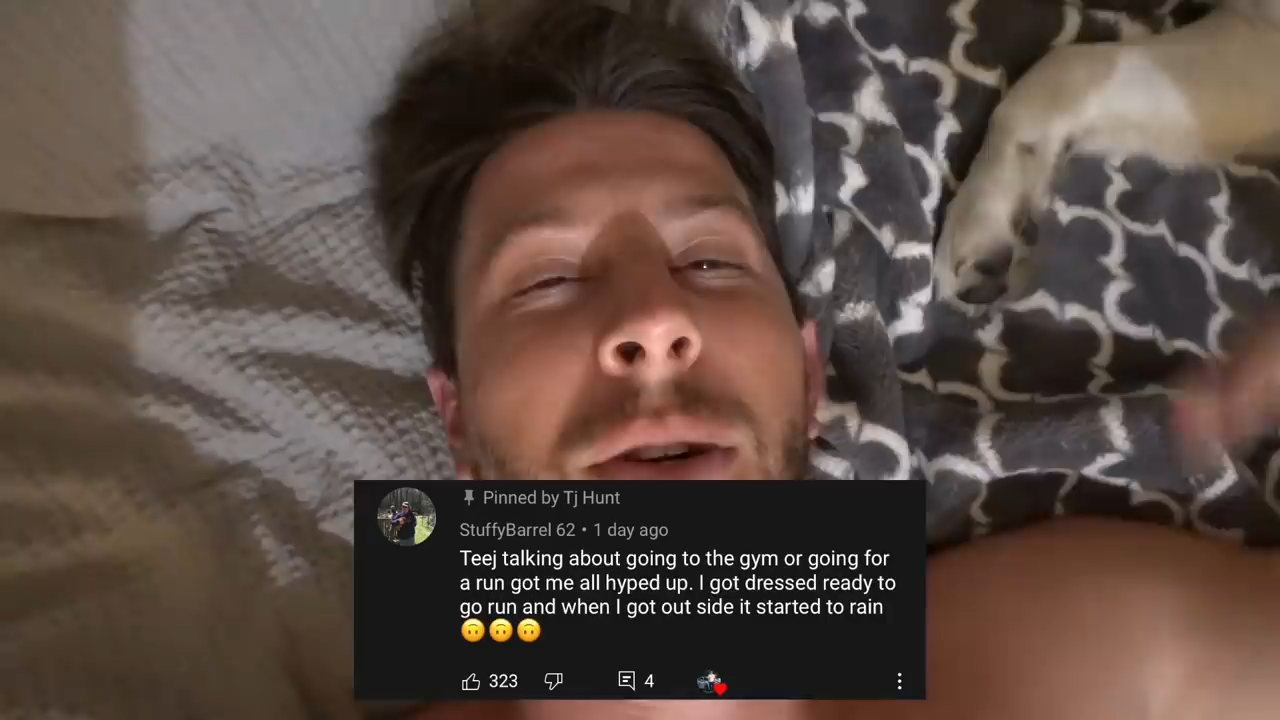 Pinned by Tj Hunt
StuffyBarrel 62 • 1 day ago
Teej talking about going to the gym or going for
a run got me all hyped up. I got dressed ready to
go run and when I got out side it started to rain
🙃🙃🙃
323
4